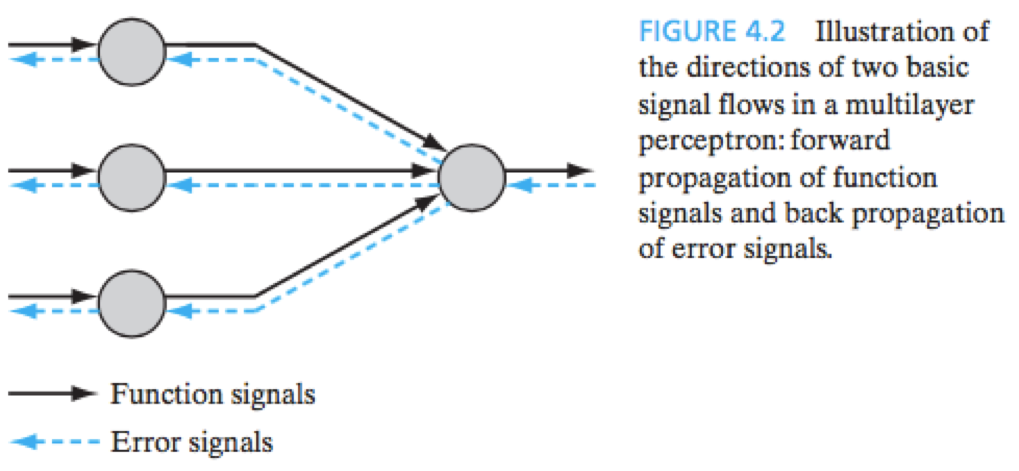 FIGURE 4.2 Illustration of
the directions of two basic
signal flows in a multilayer
perceptron: forward
propagation of function
signals and back propagation
of error signals.
Function signals
Error signals